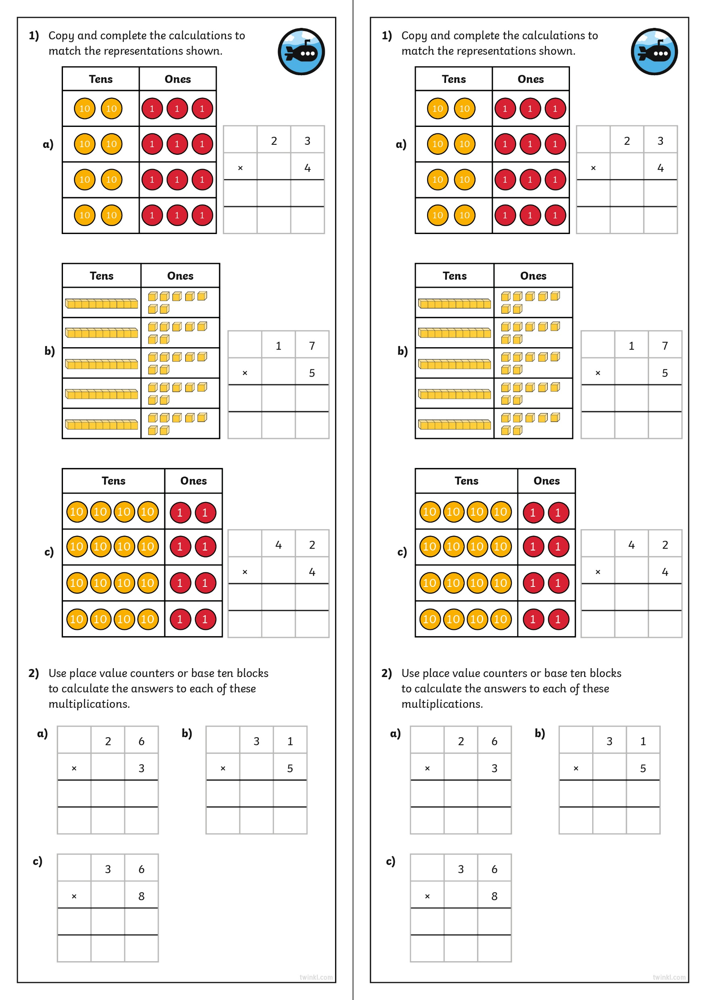 1) Copy and complete the calculations to
match the representations shown.
Tens Ones
10 10 1 1 1
10 10 1 1 1
10 10 1 1 1
10 10 1 1 1
a)
2 3
× 4
Tens Ones
b)
1 7
× 5
Tens Ones
10 10 10 10 1 1
10 10 10 10 1 1
10 10 10 10 1 1
10 10 10 10 1 1
c)
4 2
× 4
2) Use place value counters or base ten blocks
to calculate the answers to each of these
multiplications.
a)
2 6
× 3
b)
3 1
× 5
c)
3 6
× 8
twinkl.com
1) Copy and complete the calculations to
match the representations shown.
Tens Ones
10 10 1 1 1
10 10 1 1 1
10 10 1 1 1
10 10 1 1 1
a)
2 3
× 4
Tens Ones
b)
1 7
× 5
Tens Ones
10 10 10 10 1 1
10 10 10 10 1 1
10 10 10 10 1 1
10 10 10 10 1 1
c)
4 2
× 4
2) Use place value counters or base ten blocks
to calculate the answers to each of these
multiplications.
a)
2 6
× 3
b)
3 1
× 5
c)
3 6
× 8
twinkl.com